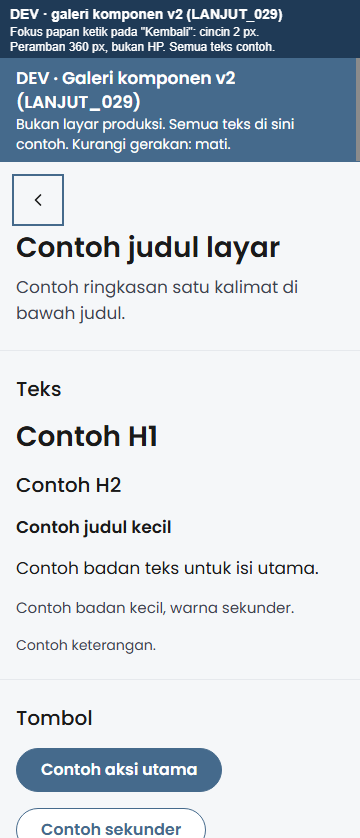 DEV · galeri komponen v2 (LANJUT_029)
Fokus papan ketik pada "Kembali": cincin 2 px.
Peramban 360 px, bukan HP. Semua teks contoh.
DEV · Galeri komponen v2
(LANJUT_029)
Bukan layar produksi. Semua teks di sini
contoh. Kurangi gerakan: mati.
Contoh judul layar
Contoh ringkasan satu kalimat di
bawah judul.
Teks
Contoh H1
Contoh H2
Contoh judul kecil
Contoh badan teks untuk isi utama.
Contoh badan kecil, warna sekunder.
Contoh keterangan.
Tombol
Contoh aksi utama
Contoh sekunder